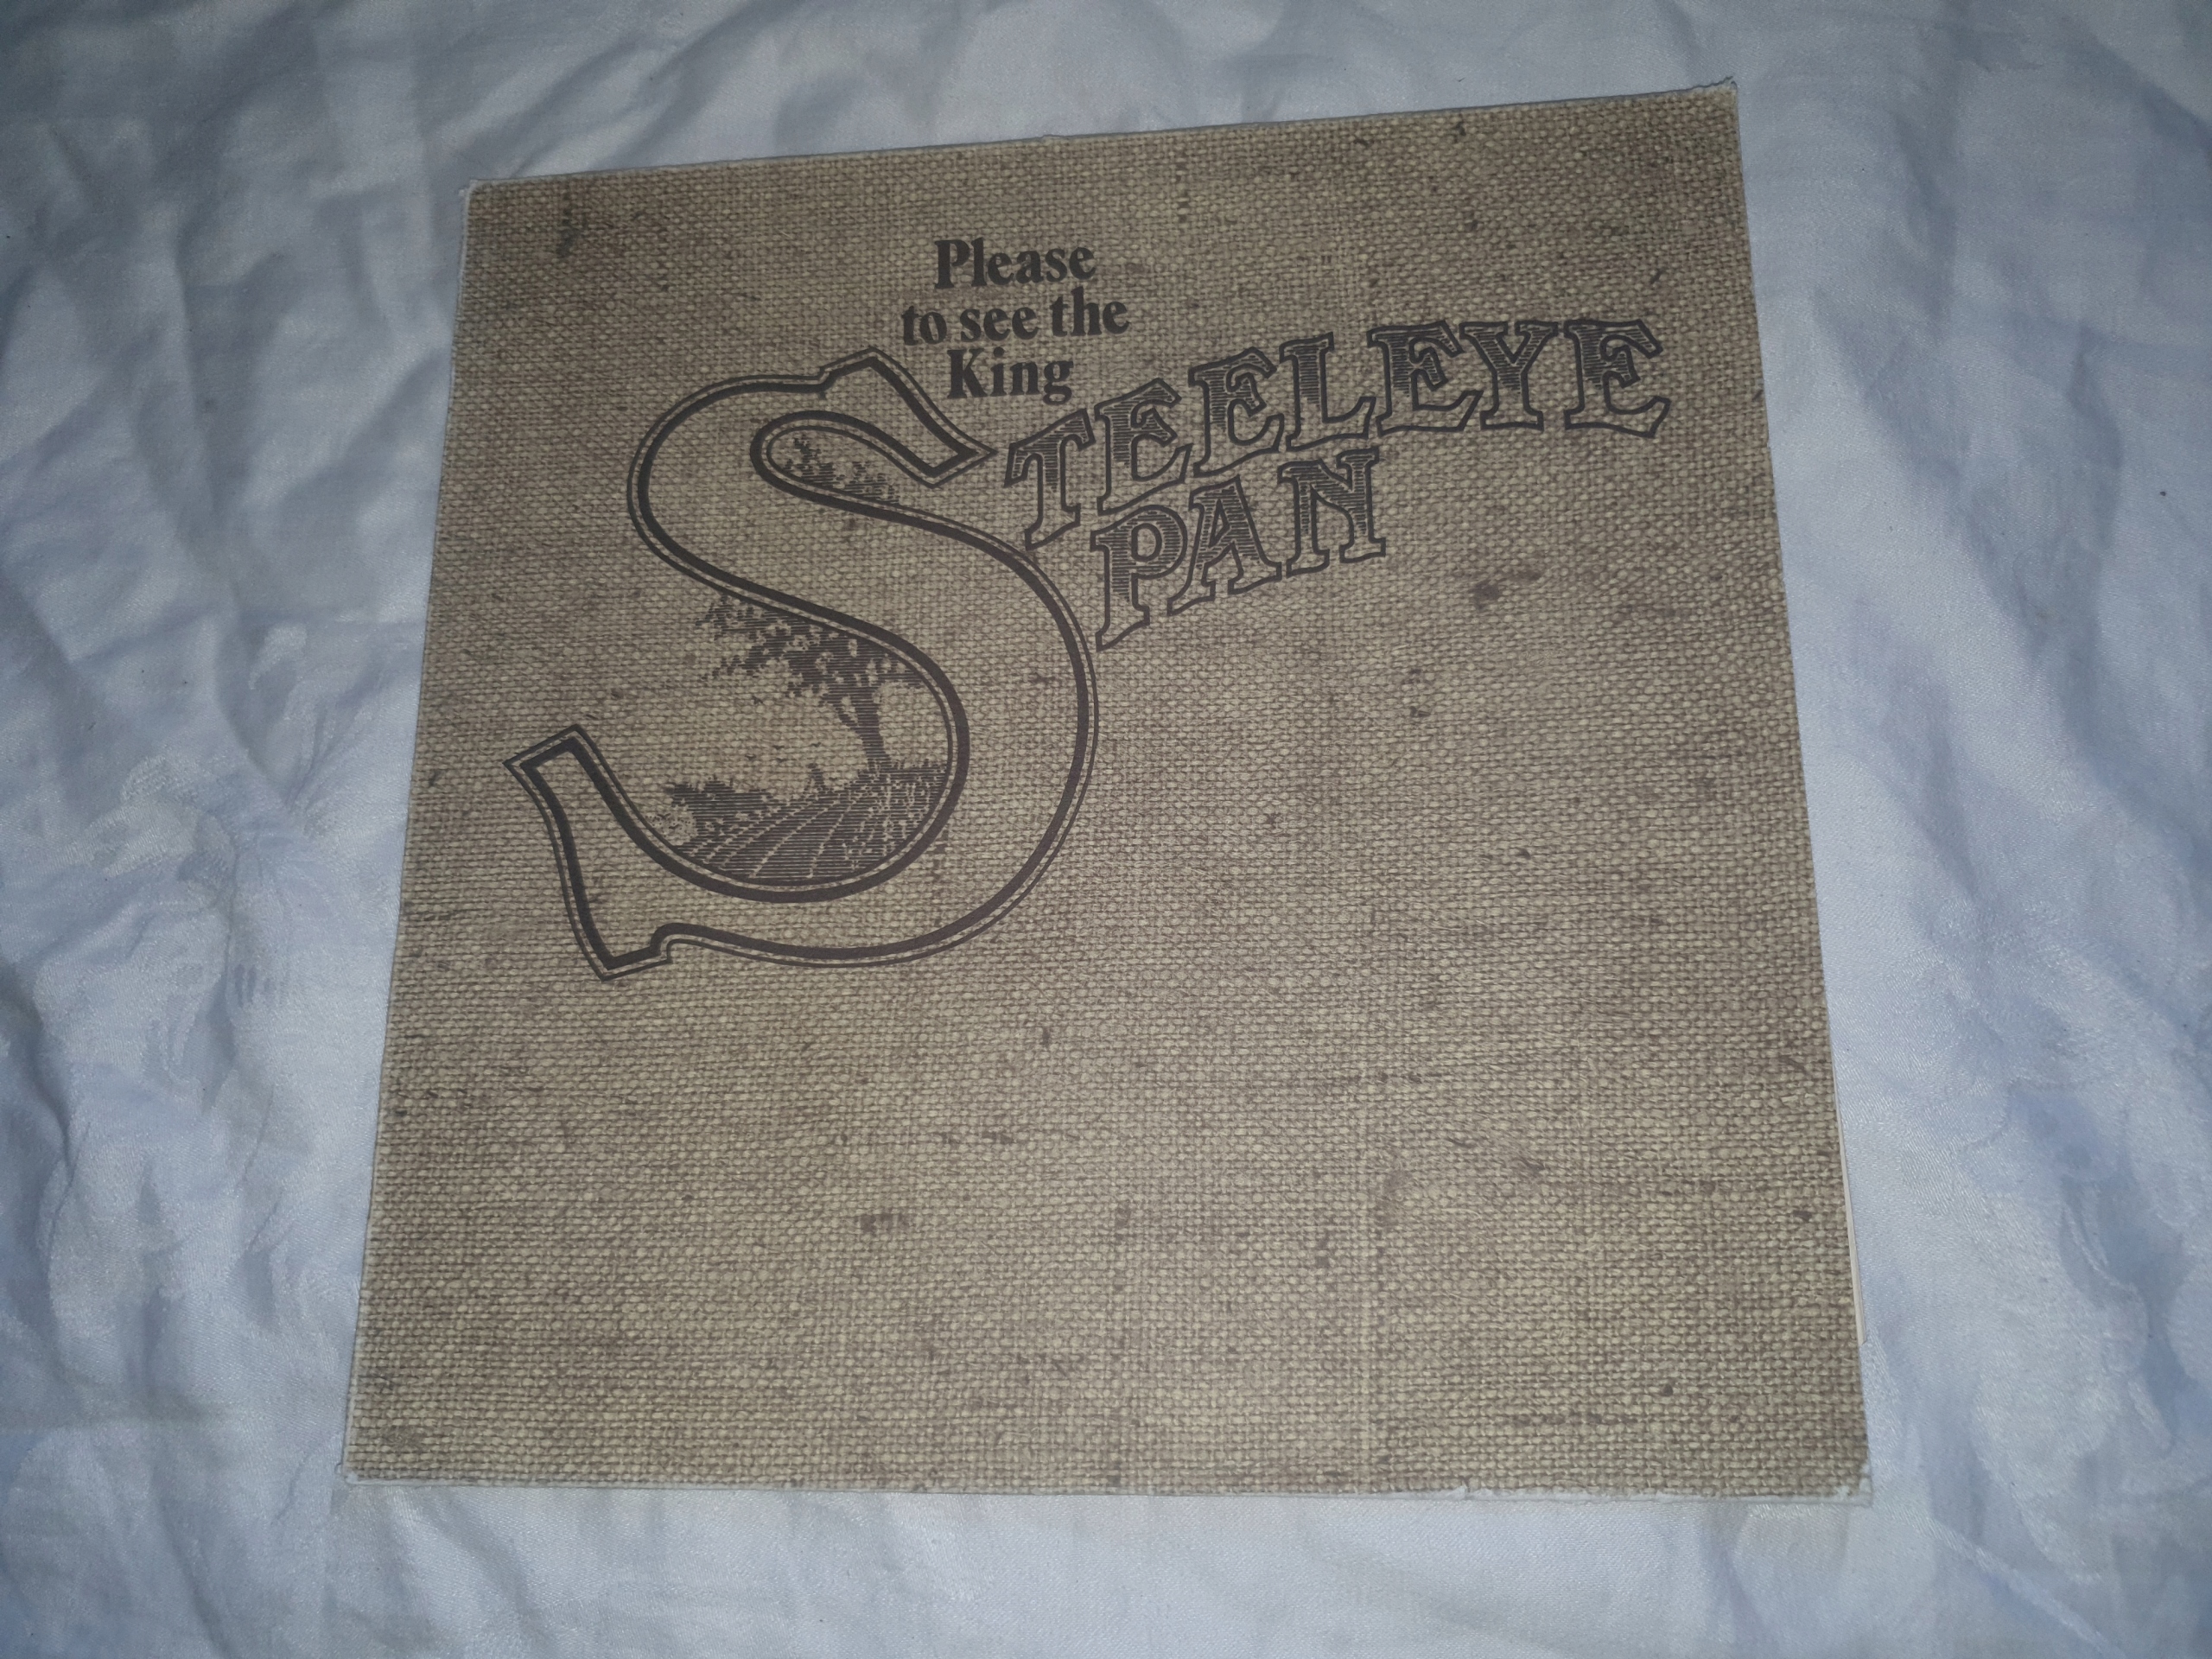 Please
to see the
King
STEELEYE
SPAN